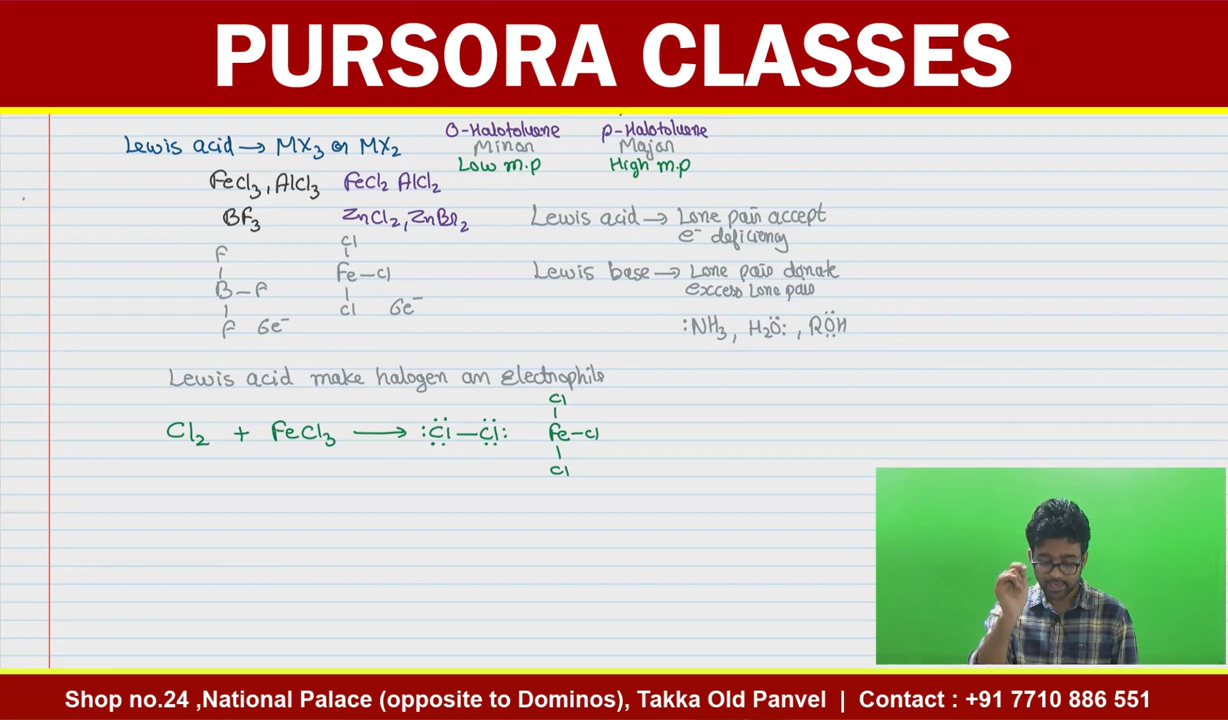 PURSORA CLASSES
O-Halotoluene p-Halotoluene
Lewis acid → MX₃ or MX₂ Minor Major
Low m.p High m.p
FeCl₃, AlCl₃ FeCl₂ AlCl₂
BF₃ ZnCl₂, ZnBr₂ Lewis acid → Lone pair accept
e⁻ deficiency
Cl
F
Fe–Cl Lewis base → Lone pair donate
B–F excess Lone pair
Cl 6e⁻
F 6e⁻ :NH₃, H₂Ö:, RÖH
Lewis acid make halogen an Electrophile
Cl
Cl₂ + FeCl₃ → :Cl–Cl: Fe–Cl
Cl
Shop no.24 ,National Palace (opposite to Dominos), Takka Old Panvel | Contact : +91 7710 886 551